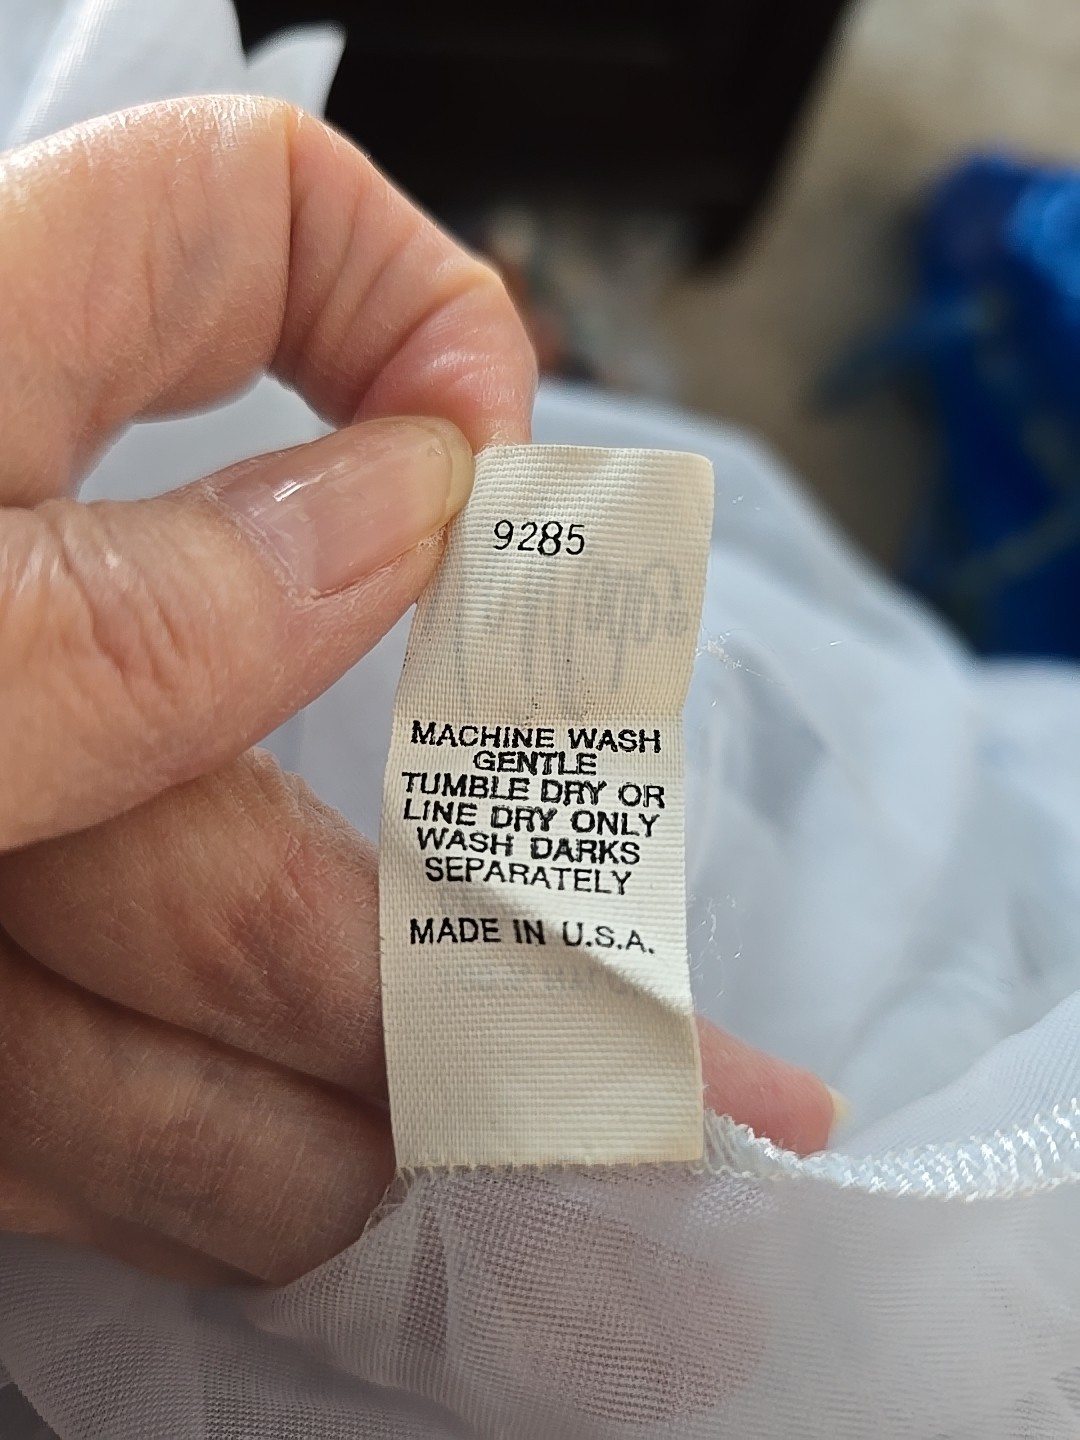 9285
MACHINE WASH
GENTLE
TUMBLE DRY OR
LINE DRY ONLY
WASH DARKS
SEPARATELY
MADE IN U.S.A.